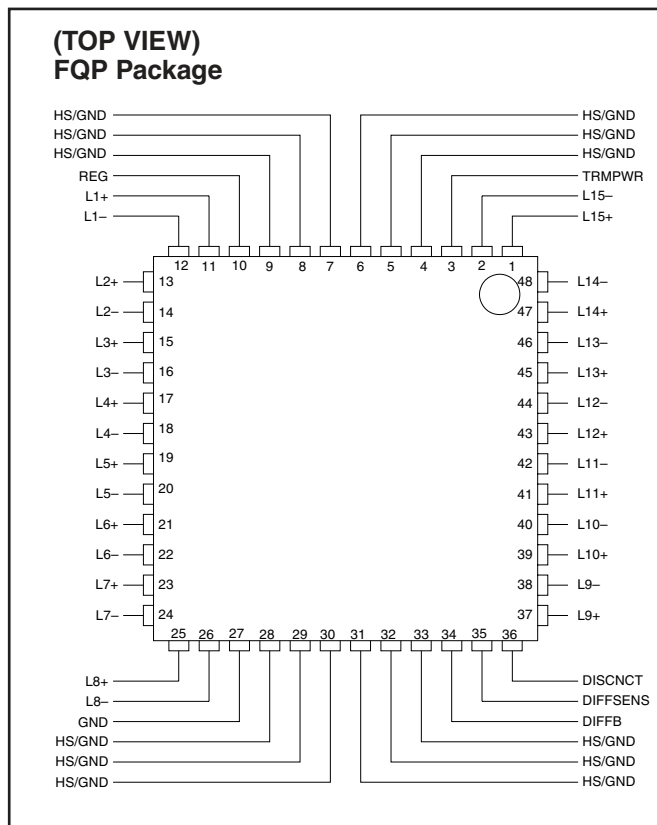 (TOP VIEW)
FQP Package
HS/GND
HS/GND
HS/GND
REG
L1+
L1–
HS/GND
HS/GND
HS/GND
TRMPWR
L15–
L15+
12 11 10 9 8 7 6 5 4 3 2 1
L2+ 13
L2– 14
L3+ 15
L3– 16
L4+ 17
L4– 18
L5+ 19
L5– 20
L6+ 21
L6– 22
L7+ 23
L7– 24
48 L14–
47 L14+
46 L13–
45 L13+
44 L12–
43 L12+
42 L11–
41 L11+
40 L10–
39 L10+
38 L9–
37 L9+
25 26 27 28 29 30 31 32 33 34 35 36
L8+
L8–
GND
HS/GND
HS/GND
HS/GND
DISCNCT
DIFFSENS
DIFFB
HS/GND
HS/GND
HS/GND